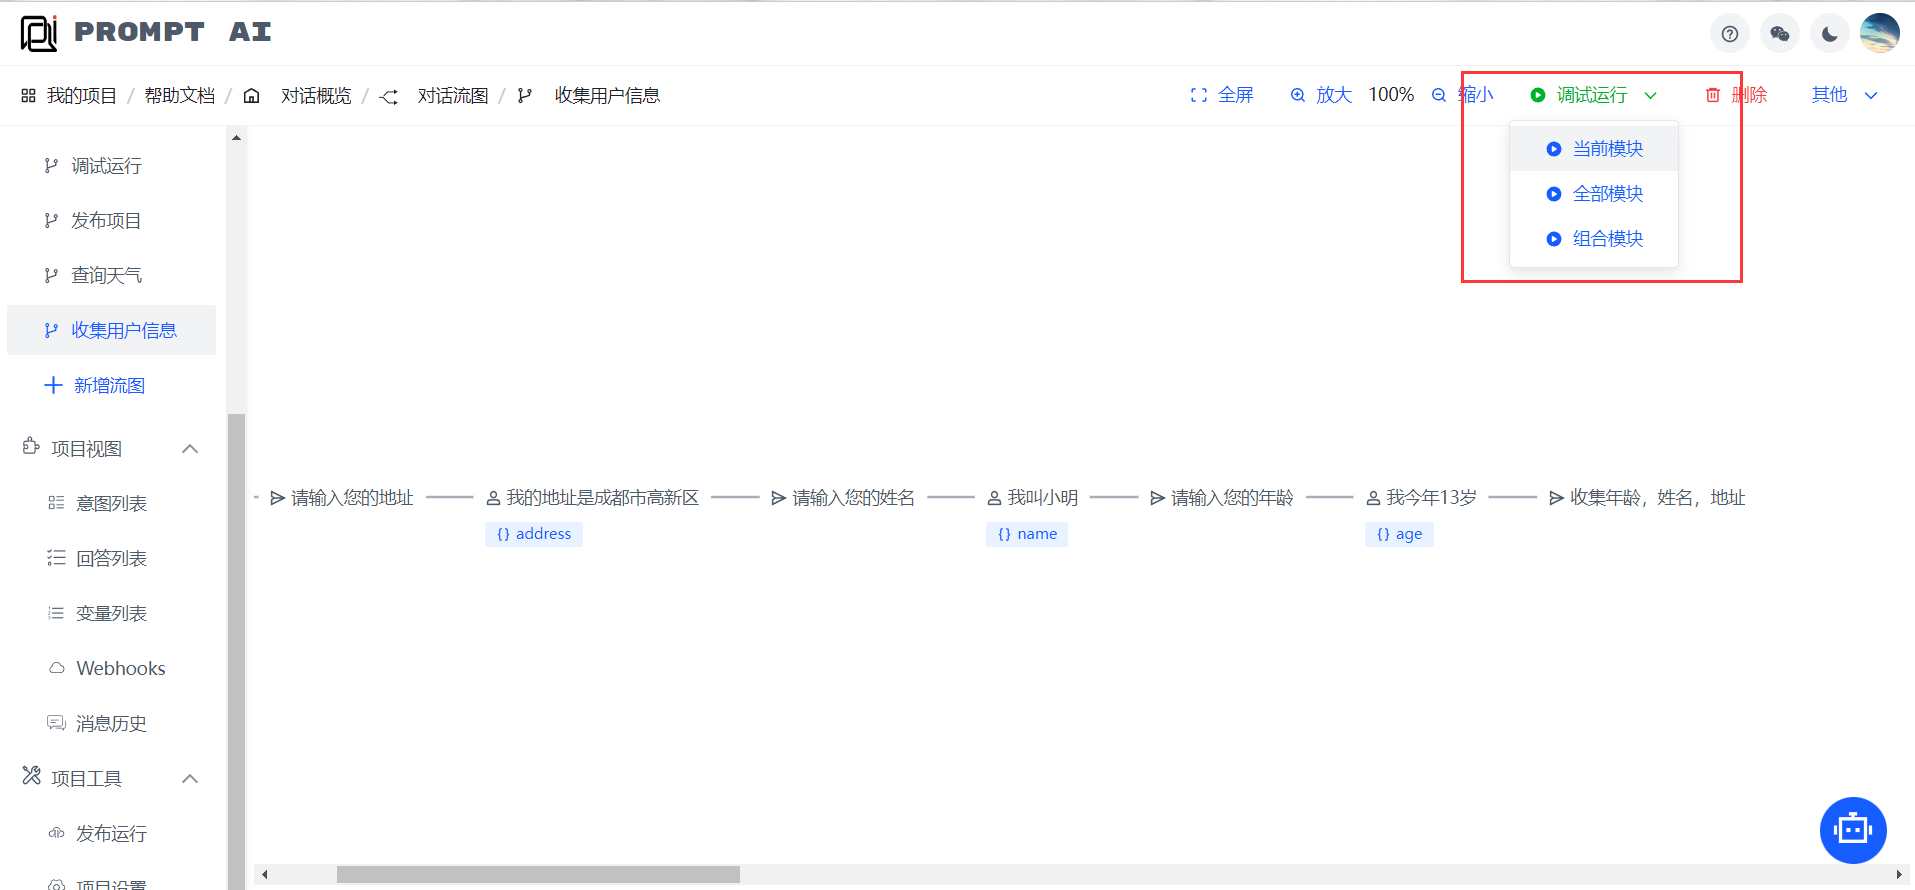 PROMPT AI
我的项目 / 帮助文档 / 对话概览 / 对话流图 / 收集用户信息
全屏 放大 100% 缩小 调试运行 删除 其他
当前模块
全部模块
组合模块
调试运行
发布项目
查询天气
收集用户信息
新增流图
项目视图
意图列表
回答列表
变量列表
Webhooks
消息历史
项目工具
发布运行
项目设置
请输入您的地址 我的地址是成都市高新区 请输入您的姓名 我叫小明 请输入您的年龄 我今年13岁 收集年龄，姓名，地址
{} address {} name {} age